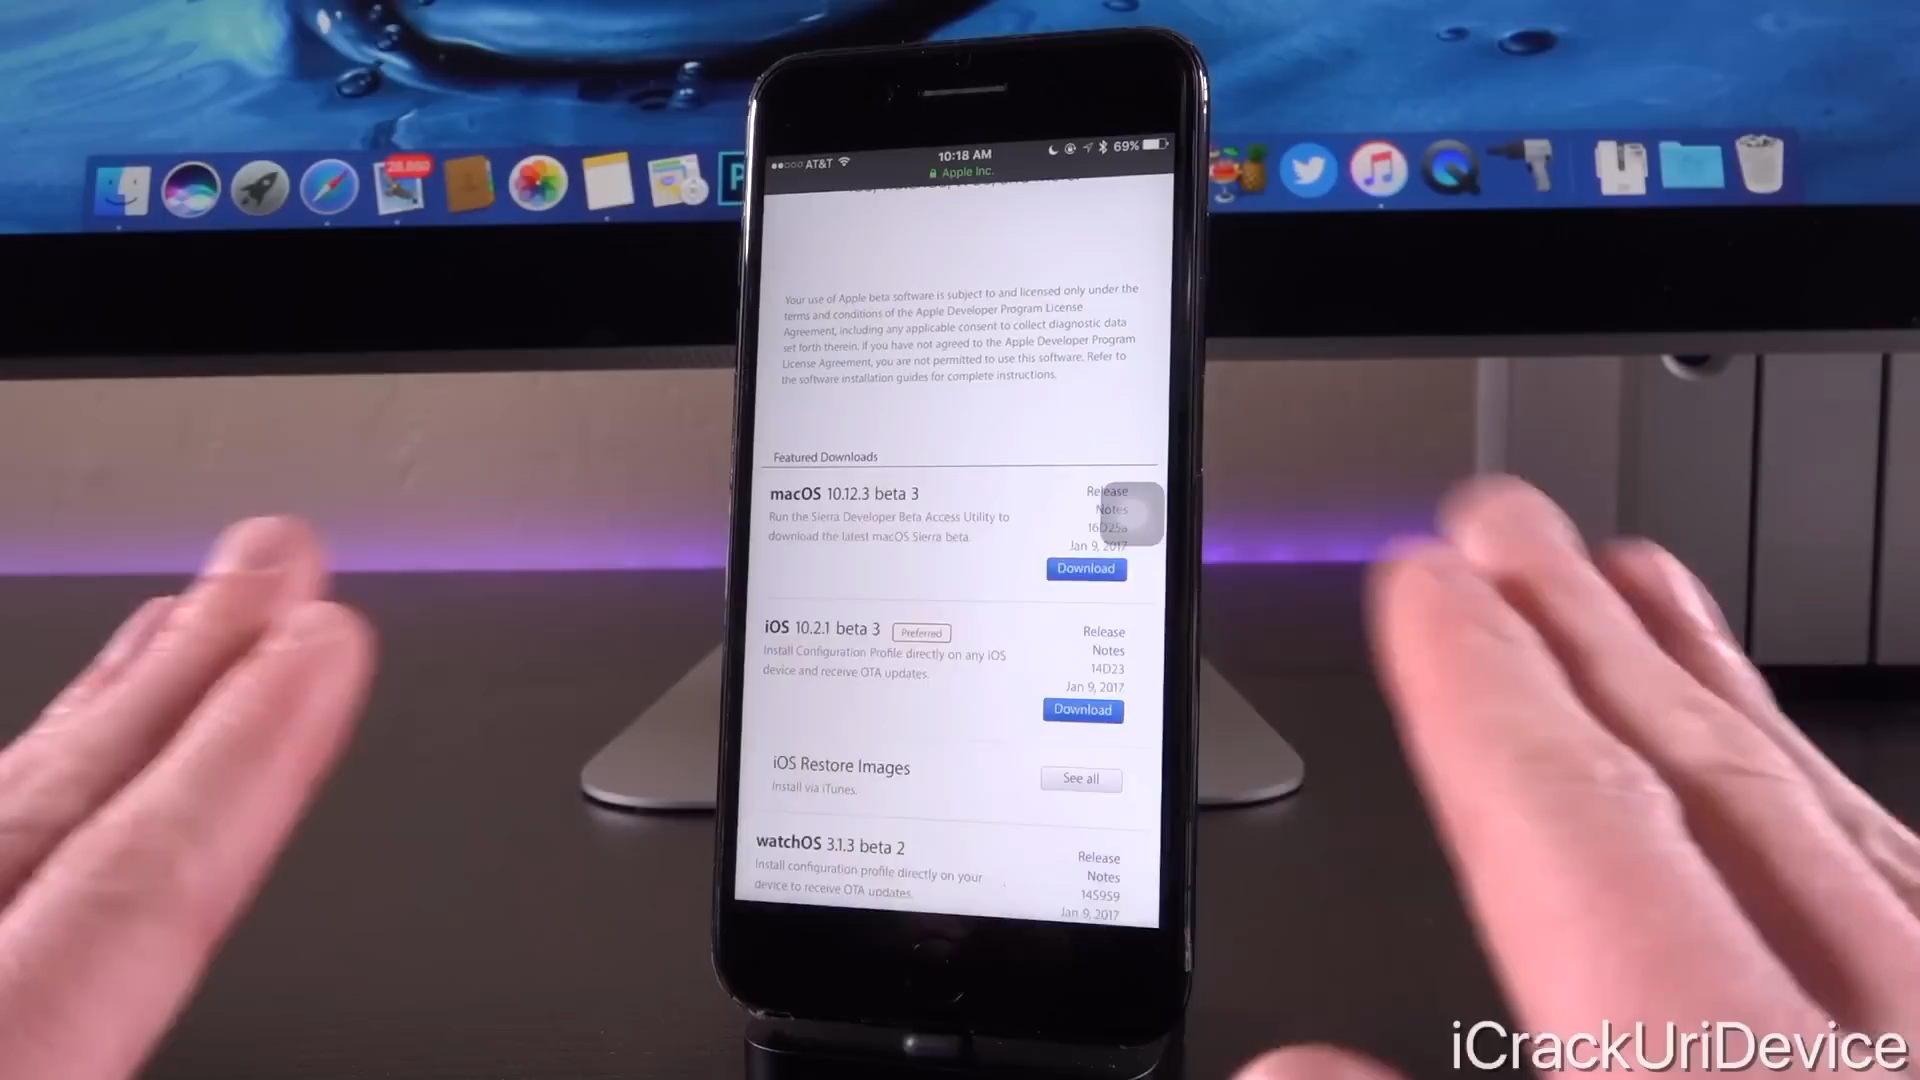 28,860
AT&T
10:18 AM
69%
Apple Inc.
Your use of Apple beta software is subject to and licensed only under the
terms and conditions of the Apple Developer Program License
Agreement, including any applicable consent to collect diagnostic data
set forth therein. If you have not agreed to the Apple Developer Program
License Agreement, you are not permitted to use this software. Refer to
the software installation guides for complete instructions.
Featured Downloads
macOS 10.12.3 beta 3
Run the Sierra Developer Beta Access Utility to
download the latest macOS Sierra beta.
Release
Notes
16D25a
Jan 9, 2017
Download
iOS 10.2.1 beta 3 Preferred
Install Configuration Profile directly on any iOS
device and receive OTA updates.
Release
Notes
14D23
Jan 9, 2017
Download
iOS Restore Images
Install via iTunes.
See all
watchOS 3.1.3 beta 2
Install configuration profile directly on your
device to receive OTA updates.
Release
Notes
14S959
Jan 9, 2017
iCrackUriDevice